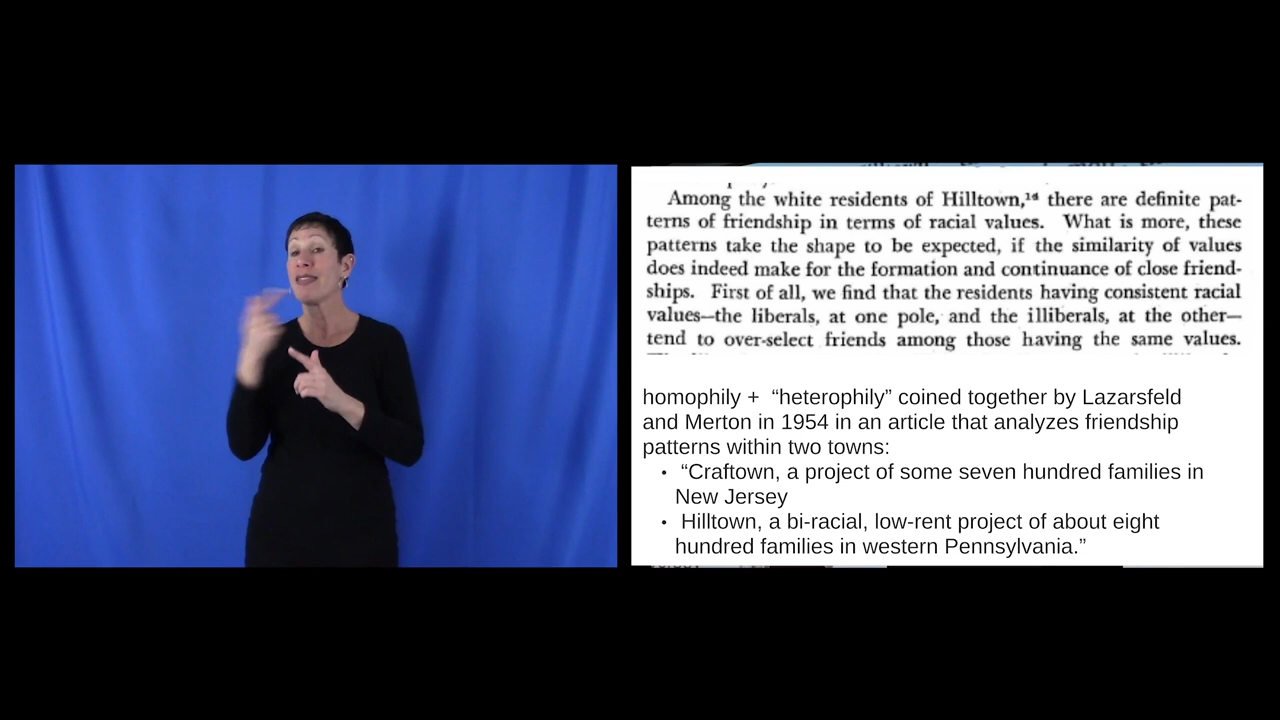 Among the white residents of Hilltown,¹⁴ there are definite pat-
terns of friendship in terms of racial values. What is more, these
patterns take the shape to be expected, if the similarity of values
does indeed make for the formation and continuance of close friend-
ships. First of all, we find that the residents having consistent racial
values—the liberals, at one pole, and the illiberals, at the other—
tend to over-select friends among those having the same values.
homophily + “heterophily” coined together by Lazarsfeld
and Merton in 1954 in an article that analyzes friendship
patterns within two towns:
• “Craftown, a project of some seven hundred families in
New Jersey
• Hilltown, a bi-racial, low-rent project of about eight
hundred families in western Pennsylvania.”